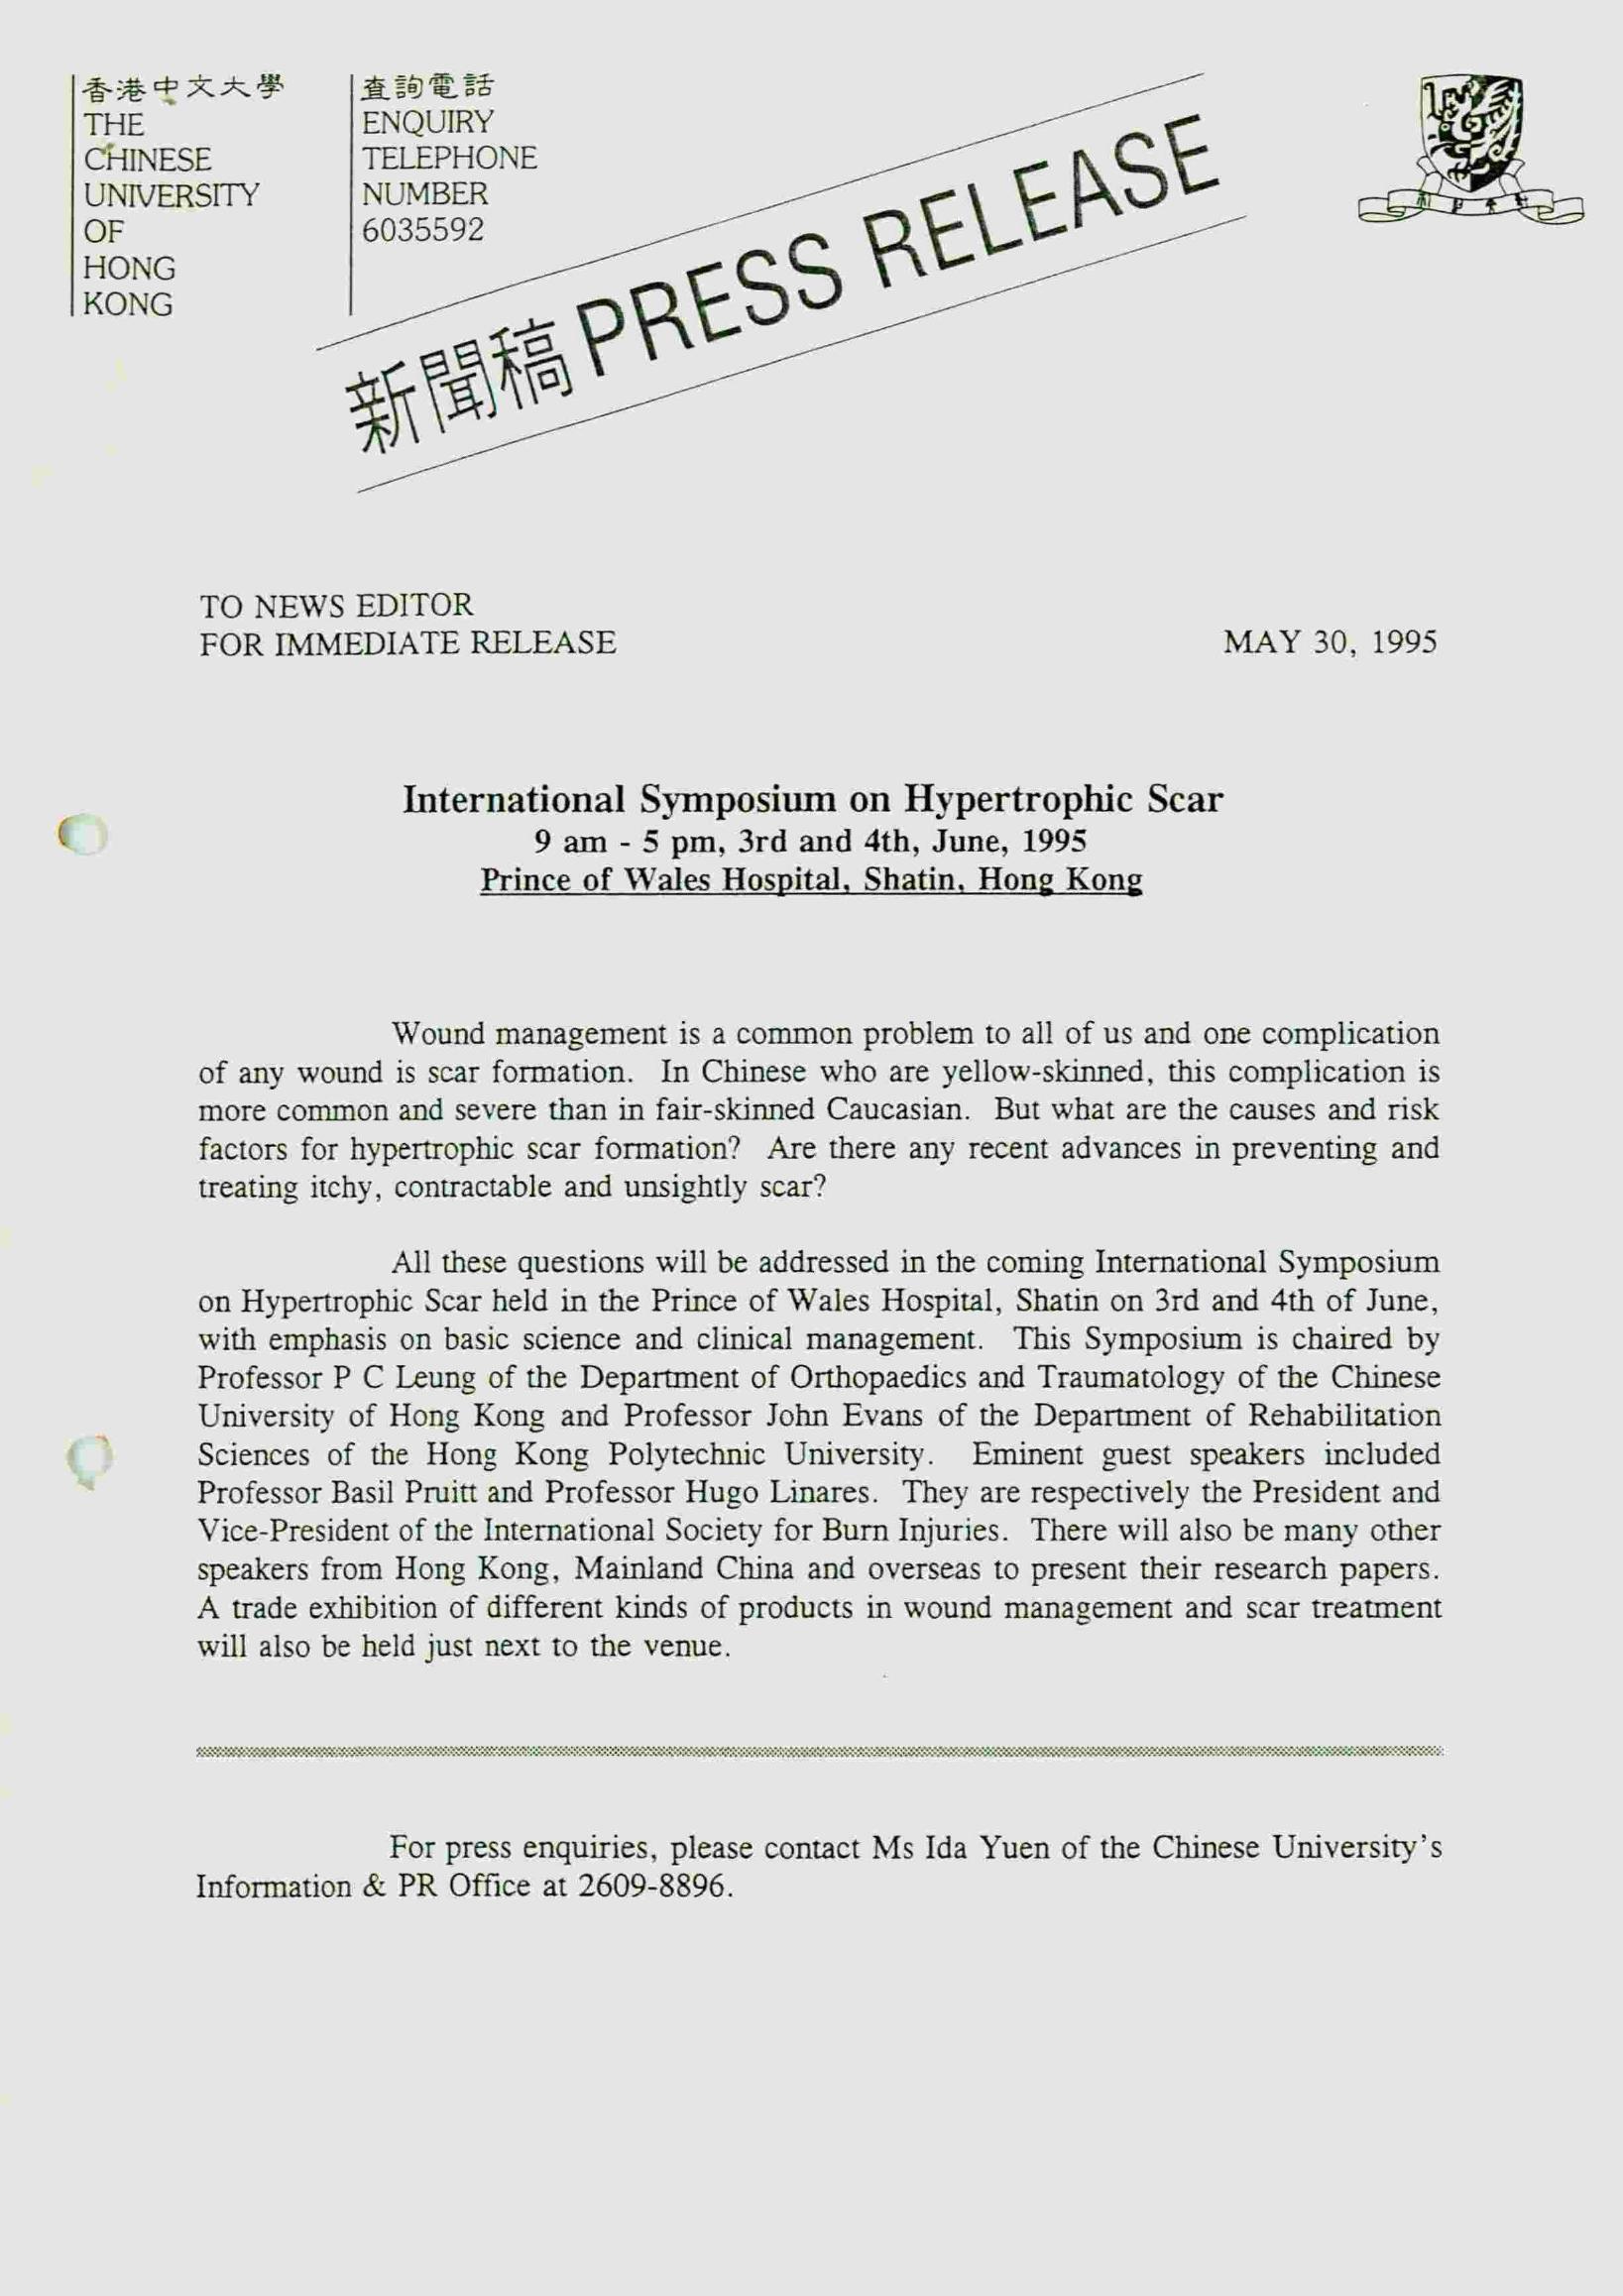 香港中文大學
THE
CHINESE
UNIVERSITY
OF
HONG
KONG
查詢電話
ENQUIRY
TELEPHONE
NUMBER
6035592
新聞稿 PRESS RELEASE
TO NEWS EDITOR
FOR IMMEDIATE RELEASE
MAY 30, 1995
International Symposium on Hypertrophic Scar
9 am - 5 pm, 3rd and 4th, June, 1995
Prince of Wales Hospital, Shatin, Hong Kong
Wound management is a common problem to all of us and one complication
of any wound is scar formation. In Chinese who are yellow-skinned, this complication is
more common and severe than in fair-skinned Caucasian. But what are the causes and risk
factors for hypertrophic scar formation? Are there any recent advances in preventing and
treating itchy, contractable and unsightly scar?
All these questions will be addressed in the coming International Symposium
on Hypertrophic Scar held in the Prince of Wales Hospital, Shatin on 3rd and 4th of June,
with emphasis on basic science and clinical management. This Symposium is chaired by
Professor P C Leung of the Department of Orthopaedics and Traumatology of the Chinese
University of Hong Kong and Professor John Evans of the Department of Rehabilitation
Sciences of the Hong Kong Polytechnic University. Eminent guest speakers included
Professor Basil Pruitt and Professor Hugo Linares. They are respectively the President and
Vice-President of the International Society for Burn Injuries. There will also be many other
speakers from Hong Kong, Mainland China and overseas to present their research papers.
A trade exhibition of different kinds of products in wound management and scar treatment
will also be held just next to the venue.
For press enquiries, please contact Ms Ida Yuen of the Chinese University's
Information & PR Office at 2609-8896.